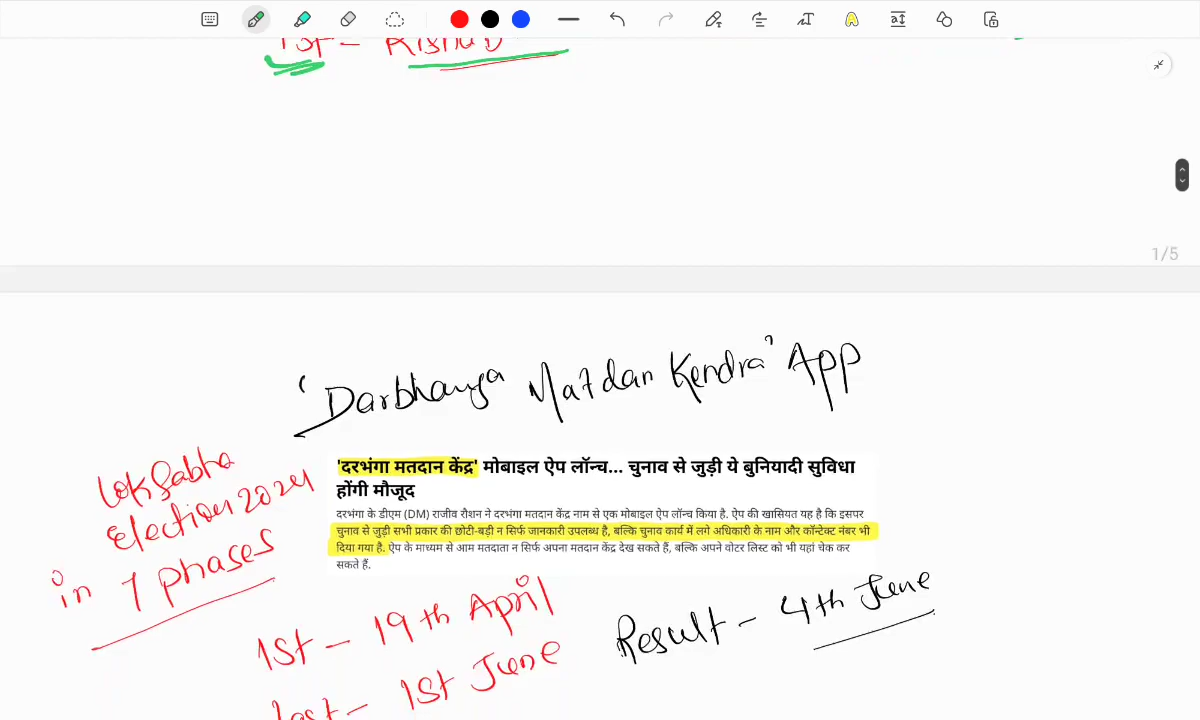 1st - Rishad
1/5
'Darbhanga Matdan Kendra' App
'दरभंगा मतदान केंद्र' मोबाइल ऐप लॉन्च... चुनाव से जुड़ी ये बुनियादी सुविधा
होंगी मौजूद
दरभंगा के डीएम (DM) राजीव रौशन ने दरभंगा मतदान केंद्र नाम से एक मोबाइल ऐप लॉन्च किया है. ऐप की खासियत यह है कि इसपर
चुनाव से जुड़ी सभी प्रकार की छोटी-बड़ी न सिर्फ जानकारी उपलब्ध है, बल्कि चुनाव कार्य में लगे अधिकारी के नाम और कॉन्टेक्ट नंबर भी
दिया गया है. ऐप के माध्यम से आम मतदाता न सिर्फ अपना मतदान केंद्र देख सकते हैं, बल्कि अपने वोटर लिस्ट को भी यहां चेक कर
सकते हैं.
Lok Sabha
Election 2024
in 7 phases
1st - 19th April
Last - 1st June
Result - 4th June